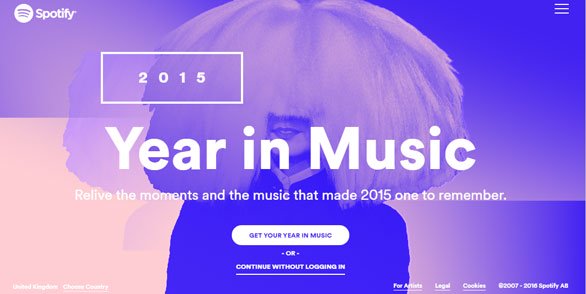 Spotify®
2015
Year in Music
Relive the moments and the music that made 2015 one to remember.
GET YOUR YEAR IN MUSIC
- OR -
CONTINUE WITHOUT LOGGING IN
United Kingdom Choose Country
For Artists Legal Cookies ©2007 - 2016 Spotify AB